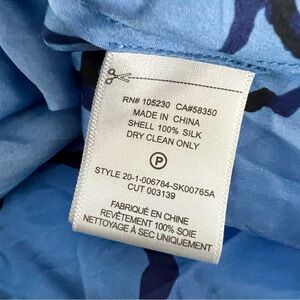 RN# 105230 CA#58350
MADE IN CHINA
SHELL 100% SILK
DRY CLEAN ONLY
P
STYLE 20-1-006784-SK00765A
CUT 003139
FABRIQUÉ EN CHINE
REVÊTEMENT 100% SOIE
NETTOYAGE À SEC UNIQUEMENT